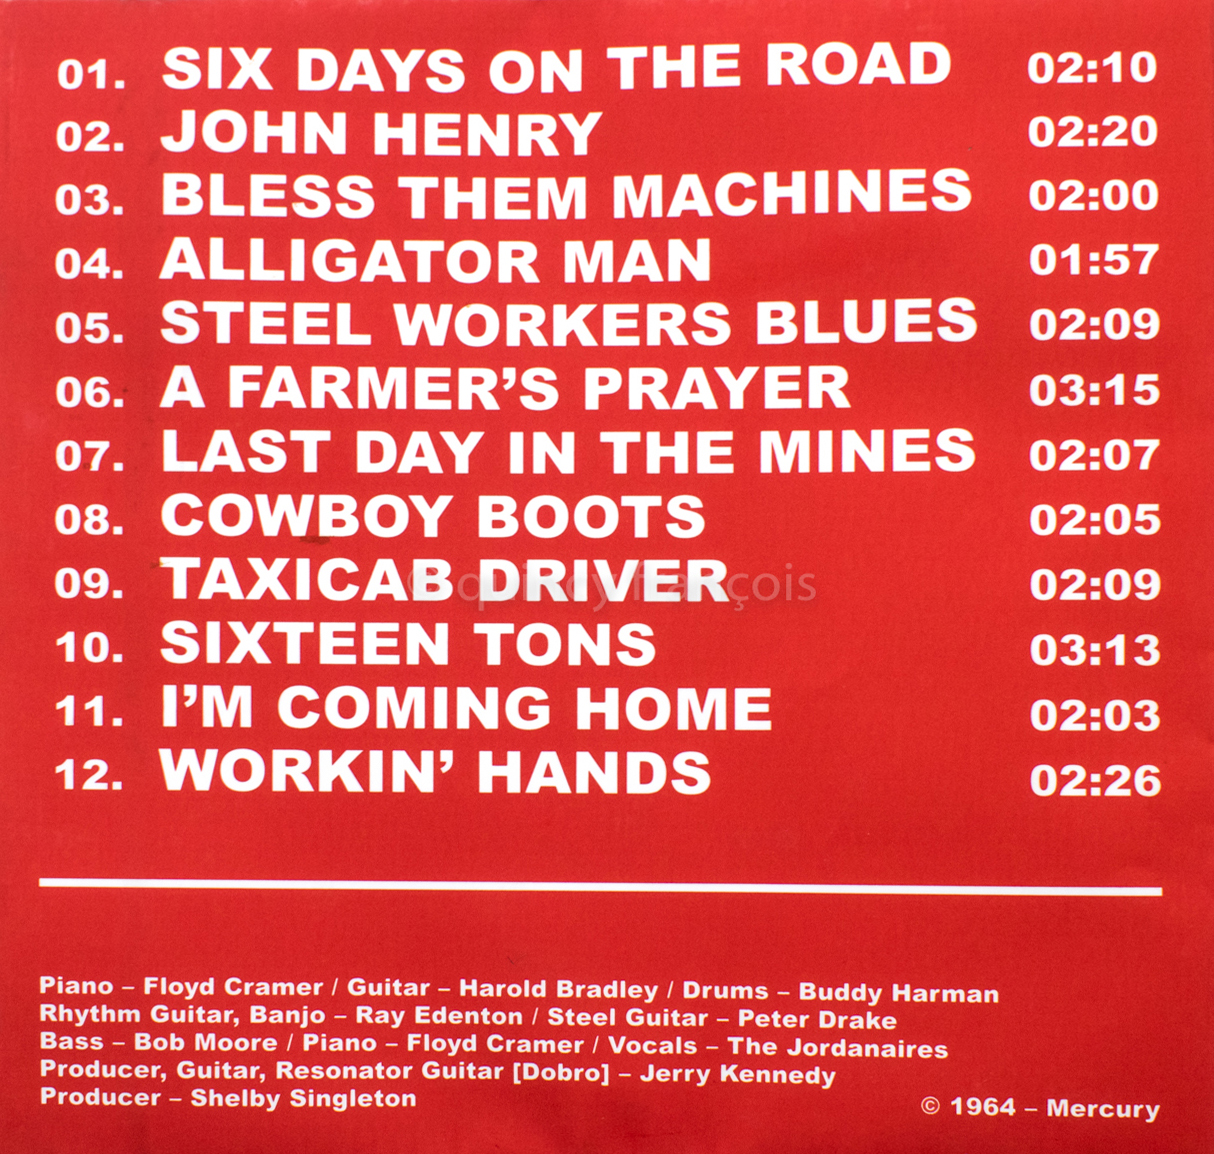 01. SIX DAYS ON THE ROAD 02:10
02. JOHN HENRY 02:20
03. BLESS THEM MACHINES 02:00
04. ALLIGATOR MAN 01:57
05. STEEL WORKERS BLUES 02:09
06. A FARMER’S PRAYER 03:15
07. LAST DAY IN THE MINES 02:07
08. COWBOY BOOTS 02:05
09. TAXICAB DRIVER 02:09
© quincy françois
10. SIXTEEN TONS 03:13
11. I’M COMING HOME 02:03
12. WORKIN’ HANDS 02:26
Piano – Floyd Cramer / Guitar – Harold Bradley / Drums – Buddy Harman
Rhythm Guitar, Banjo – Ray Edenton / Steel Guitar – Peter Drake
Bass – Bob Moore / Piano – Floyd Cramer / Vocals – The Jordanaires
Producer, Guitar, Resonator Guitar [Dobro] – Jerry Kennedy
Producer – Shelby Singleton
© 1964 – Mercury